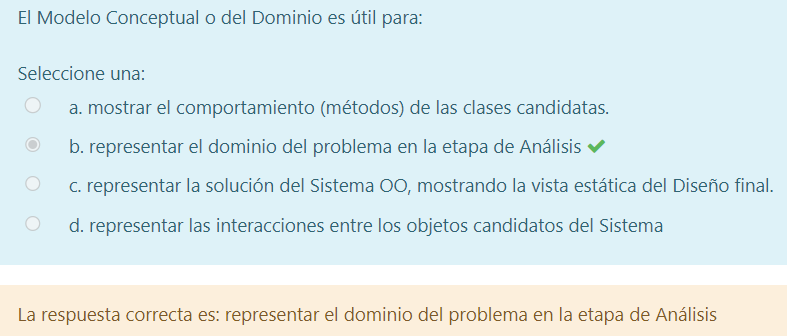 El Modelo Conceptual o del Dominio es útil para:
Seleccione una:
a. mostrar el comportamiento (métodos) de las clases candidatas.
b. representar el dominio del problema en la etapa de Análisis
c. representar la solución del Sistema OO, mostrando la vista estática del Diseño final.
d. representar las interacciones entre los objetos candidatos del Sistema
La respuesta correcta es: representar el dominio del problema en la etapa de Análisis